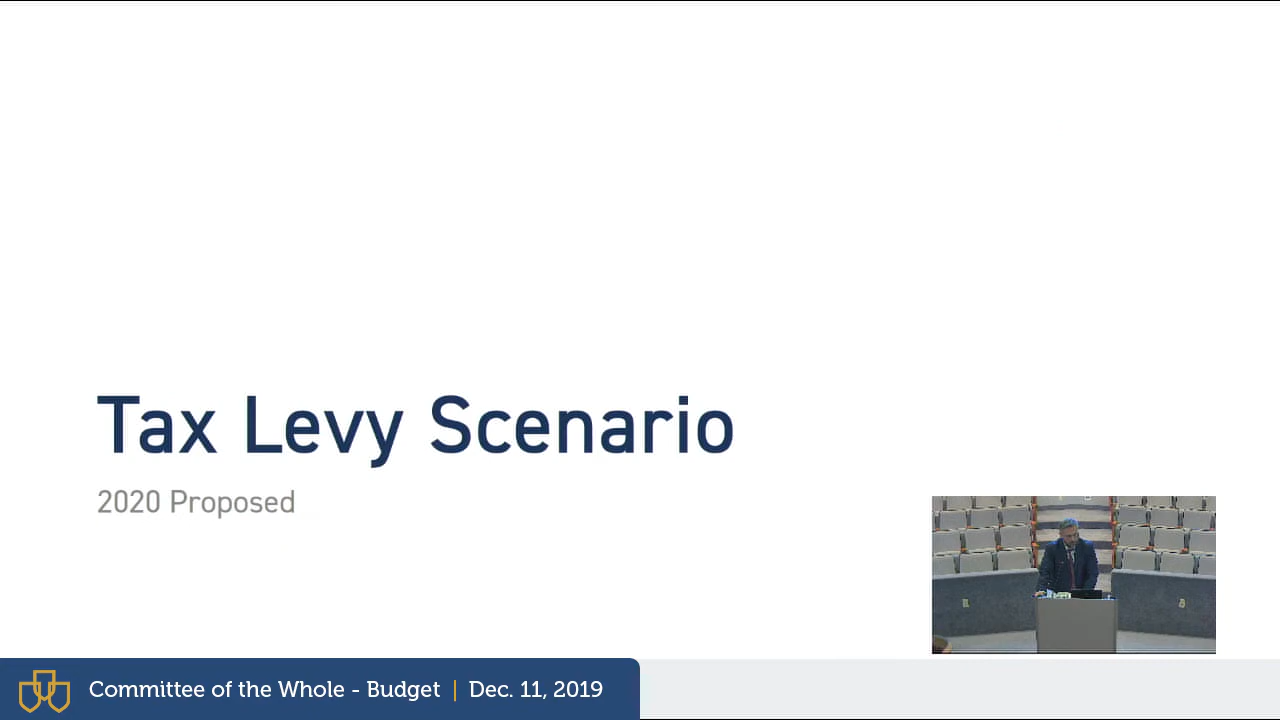 Tax Levy Scenario
2020 Proposed
Committee of the Whole - Budget | Dec. 11, 2019